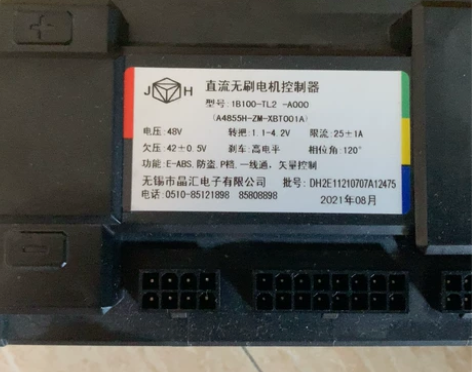 J H
直流无刷电机控制器
型号:1B100-TL2 -A000
(A4855H-ZM-XBT001A)
电压:48V 转把:1.1-4.2V 限流:25±1A
欠压:42±0.5V 刹车:高电平 相位角:120°
功能:E-ABS,防盗,P档,一线通,矢量控制
无锡市晶汇电子有限公司 批号:DH2E11210707A12475
电话:0510-85121898 85808898 2021年08月